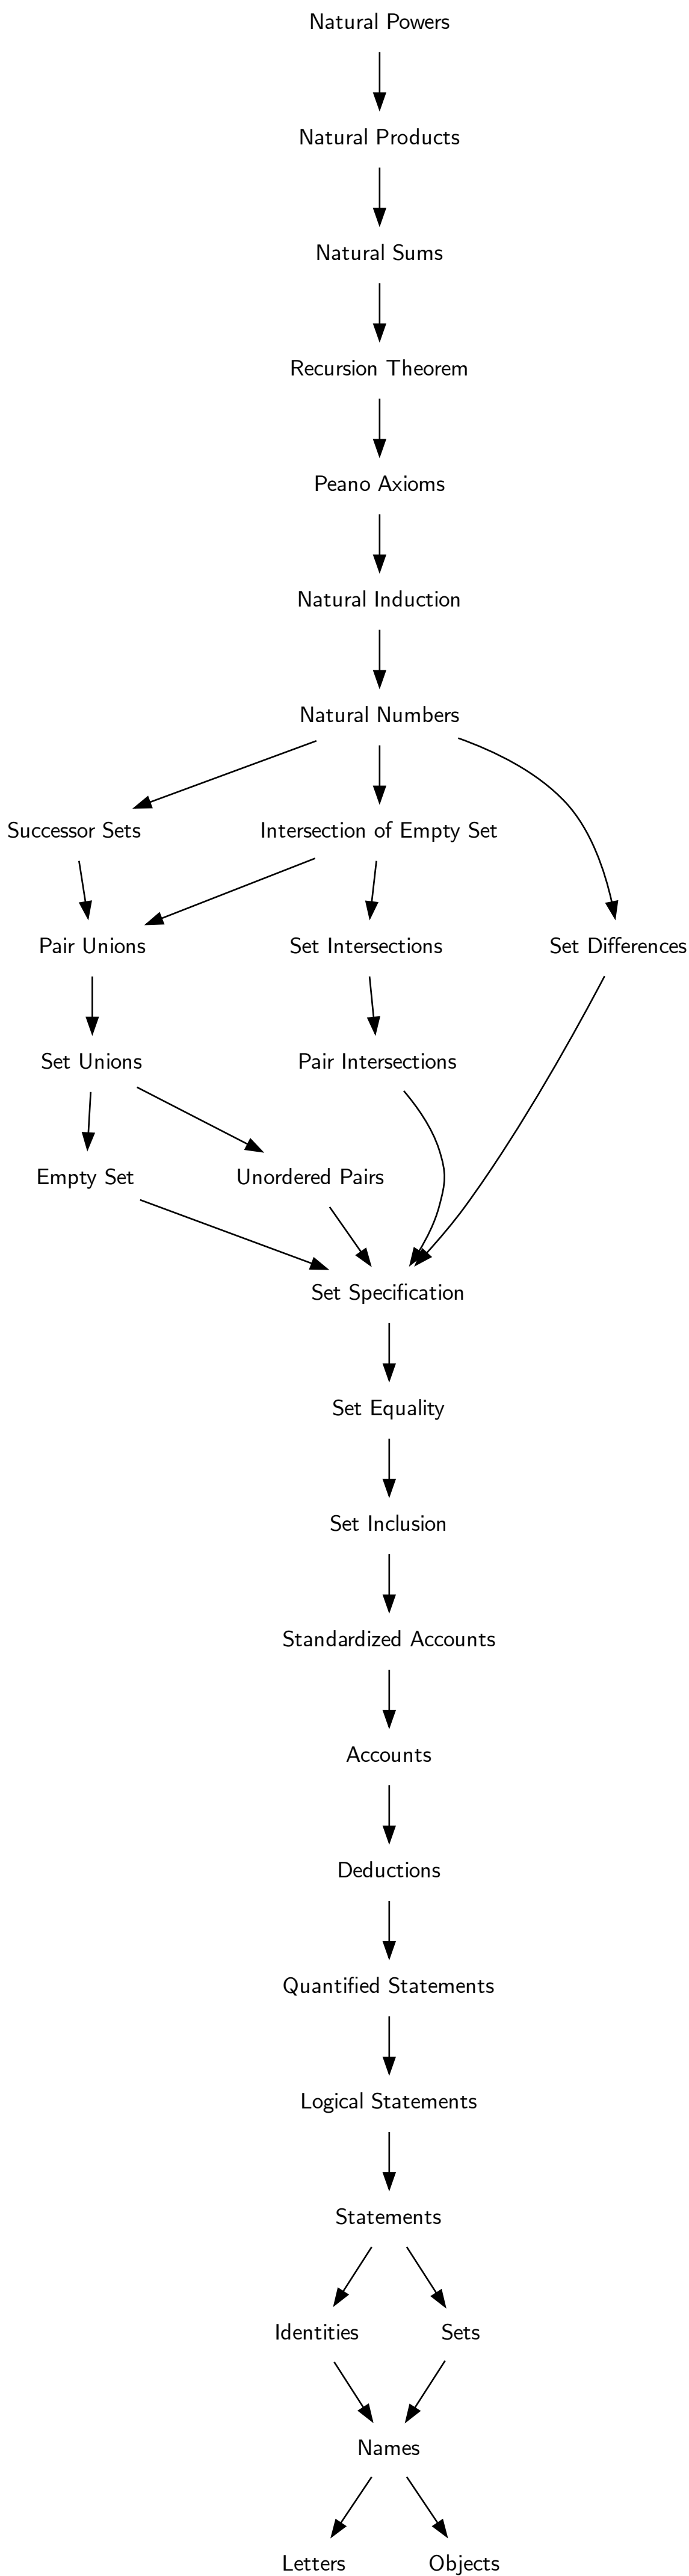 Natural Powers
Natural Products
Natural Sums
Recursion Theorem
Peano Axioms
Natural Induction
Natural Numbers
Successor Sets
Intersection of Empty Set
Pair Unions
Set Intersections
Set Differences
Set Unions
Pair Intersections
Empty Set
Unordered Pairs
Set Specification
Set Equality
Set Inclusion
Standardized Accounts
Accounts
Deductions
Quantified Statements
Logical Statements
Statements
Identities
Sets
Names
Letters
Objects